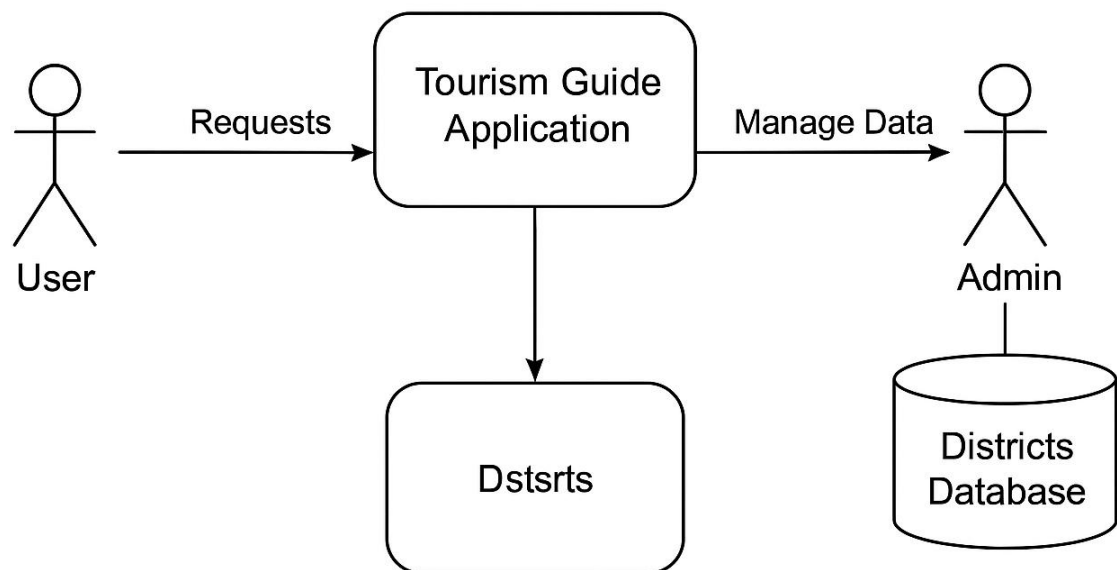 Tourism Guide
Application
Requests
Manage Data
User
Admin
Dstsrts
Districts
Database